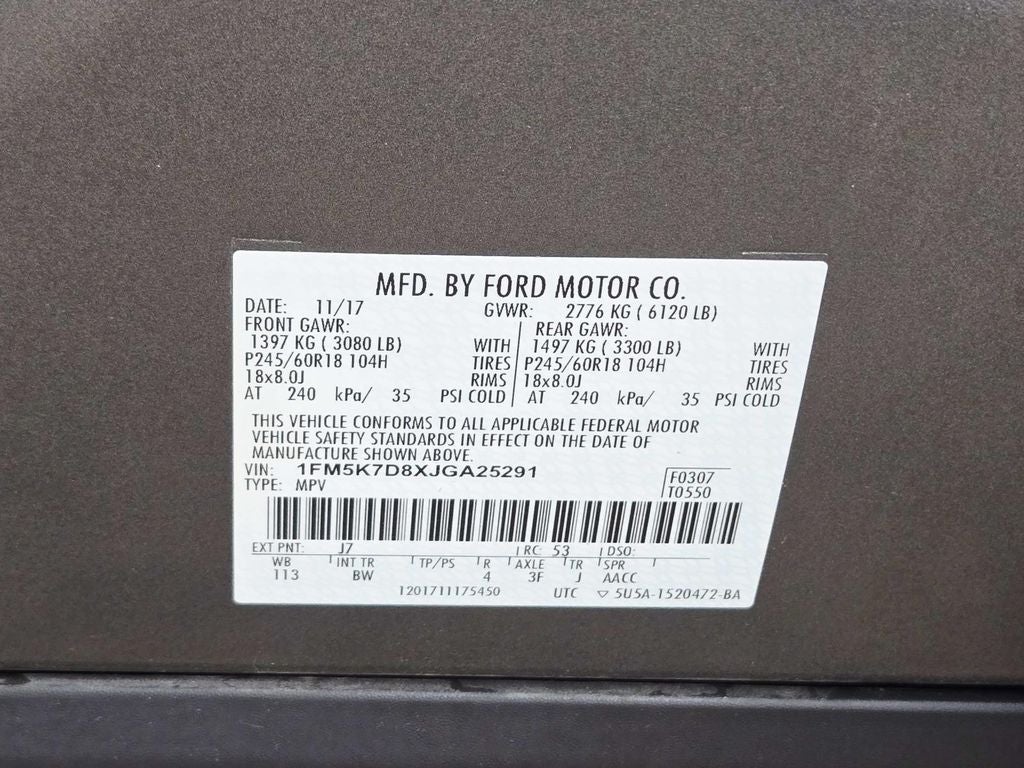 MFD. BY FORD MOTOR CO.
DATE: 11/17 GVWR: 2776 KG ( 6120 LB)
FRONT GAWR: REAR GAWR:
1397 KG ( 3080 LB) WITH 1497 KG ( 3300 LB) WITH
P245/60R18 104H TIRES P245/60R18 104H TIRES
18x8.0J RIMS 18x8.0J RIMS
AT 240 kPa/ 35 PSI COLD AT 240 kPa/ 35 PSI COLD
THIS VEHICLE CONFORMS TO ALL APPLICABLE FEDERAL MOTOR
VEHICLE SAFETY STANDARDS IN EFFECT ON THE DATE OF
MANUFACTURE SHOWN ABOVE.
VIN: 1FM5K7D8XJGA25291 F0307
TYPE: MPV T0550
EXT PNT: J7 RC: 53 DSO:
WB INT TR TP/PS R AXLE TR SPR
113 BW 4 3F J AACC
1201711175450 UTC ▽ 5U5A-1520472-BA